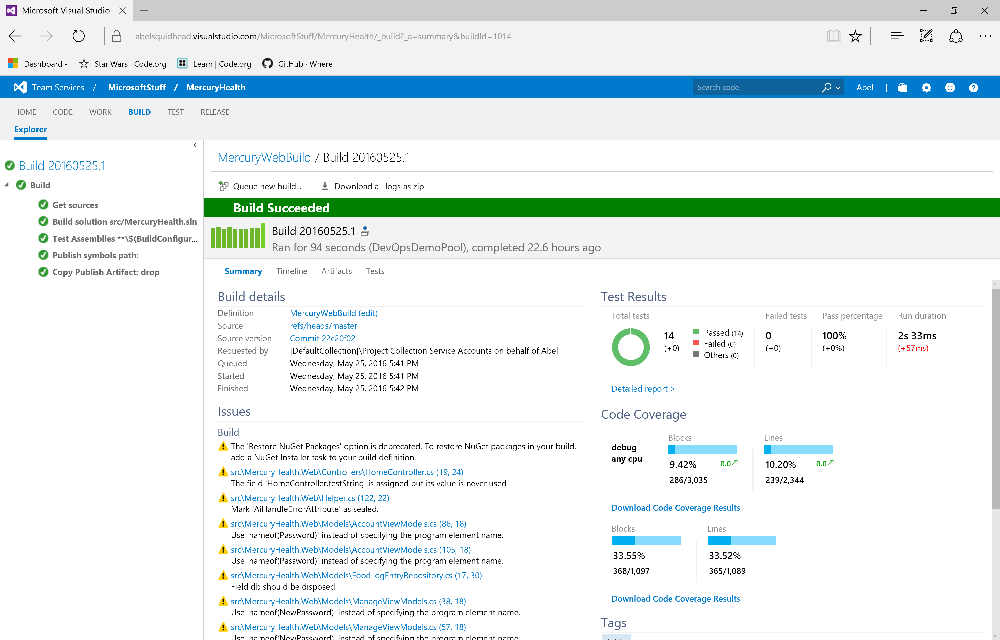 Microsoft Visual Studio
abelsquidhead.visualstudio.com/MicrosoftStuff/MercuryHealth/_build?_a=summary&buildId=1014
Dashboard -
Star Wars | Code.org
Learn | Code.org
GitHub · Where
Team Services / MicrosoftStuff / MercuryHealth
Search code
Abel |
HOME CODE WORK BUILD TEST RELEASE
Explorer
Build 20160525.1
Build
Get sources
Build solution src/MercuryHealth.sln
Test Assemblies **\$(BuildConfigur...
Publish symbols path:
Copy Publish Artifact: drop
MercuryWebBuild / Build 20160525.1
Queue new build... Download all logs as zip
Build Succeeded
Build 20160525.1
Ran for 94 seconds (DevOpsDemoPool), completed 22.6 hours ago
Summary Timeline Artifacts Tests
Build details
Definition MercuryWebBuild (edit)
Source refs/heads/master
Source version Commit 22c20f02
Requested by [DefaultCollection]\Project Collection Service Accounts on behalf of Abel
Queued Wednesday, May 25, 2016 5:41 PM
Started Wednesday, May 25, 2016 5:41 PM
Finished Wednesday, May 25, 2016 5:42 PM
Issues
Build
The 'Restore NuGet Packages' option is deprecated. To restore NuGet packages in your build,
add a NuGet Installer task to your build definition.
src\MercuryHealth.Web\Controllers\HomeController.cs (19, 24)
The field 'HomeController.testString' is assigned but its value is never used
src\MercuryHealth.Web\Helper.cs (122, 22)
Mark 'AiHandleErrorAttribute' as sealed.
src\MercuryHealth.Web\Models\AccountViewModels.cs (86, 18)
Use 'nameof(Password)' instead of specifying the program element name.
src\MercuryHealth.Web\Models\AccountViewModels.cs (105, 18)
Use 'nameof(Password)' instead of specifying the program element name.
src\MercuryHealth.Web\Models\FoodLogEntryRepository.cs (17, 30)
Field db should be disposed.
src\MercuryHealth.Web\Models\ManageViewModels.cs (38, 18)
Use 'nameof(NewPassword)' instead of specifying the program element name.
src\MercuryHealth.Web\Models\ManageViewModels.cs (57, 18)
Use 'nameof(NewPassword)' instead of specifying the program element name.
Test Results
Total tests Failed tests Pass percentage Run duration
14
(+0)
Passed (14)
Failed (0)
Others (0)
0
(+0)
100%
(+0%)
2s 33ms
(+57ms)
Detailed report >
Code Coverage
debug
any cpu
Blocks
9.42% 0.0
286/3,035
Lines
10.20% 0.0
239/2,344
Download Code Coverage Results
Blocks
33.55%
368/1,097
Lines
33.52%
365/1,089
Download Code Coverage Results
Tags